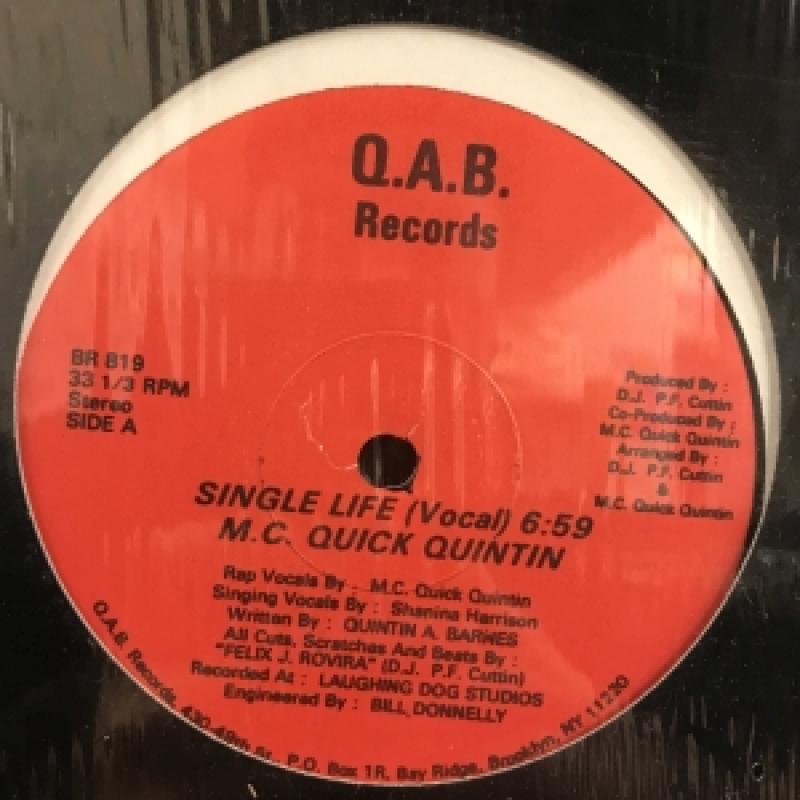 Q.A.B.
Records
BR 819
33 1/3 RPM
Stereo
SIDE A
Produced By :
D.J. P.F. Cuttin
Co-Produced By :
M.C. Quick Quintin
Arranged By :
D.J. P.F. Cuttin
&
M.C. Quick Quintin
SINGLE LIFE (Vocal) 6:59
M.C. QUICK QUINTIN
Rap Vocals By : M.C. Quick Quintin
Singing Vocals By : Shanina Harrison
Written By : QUINTIN A. BARNES
All Cuts, Scratches And Beats By :
"FELIX J. ROVIRA" (D.J. P.F. Cuttin)
Recorded At : LAUGHING DOG STUDIOS
Engineered By : BILL DONNELLY
Q.A.B. Records, 430 49th St., P.O. Box 1R, Bay Ridge, Brooklyn, NY 11220